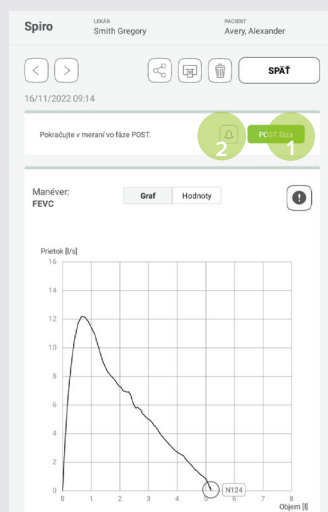 Spiro
LEKÁR
Smith Gregory
PACIENT
Avery, Alexander
SPÄŤ
16/11/2022 09:14
Pokračujte v meraní vo fáze POST.
2
POST fáza
1
Manéver:
FEVC
Graf
Hodnoty
Prietok [l/s]
16
14
12
10
8
6
4
2
0
0 1 2 3 4 5 6 7 8
N124
Objem [l]